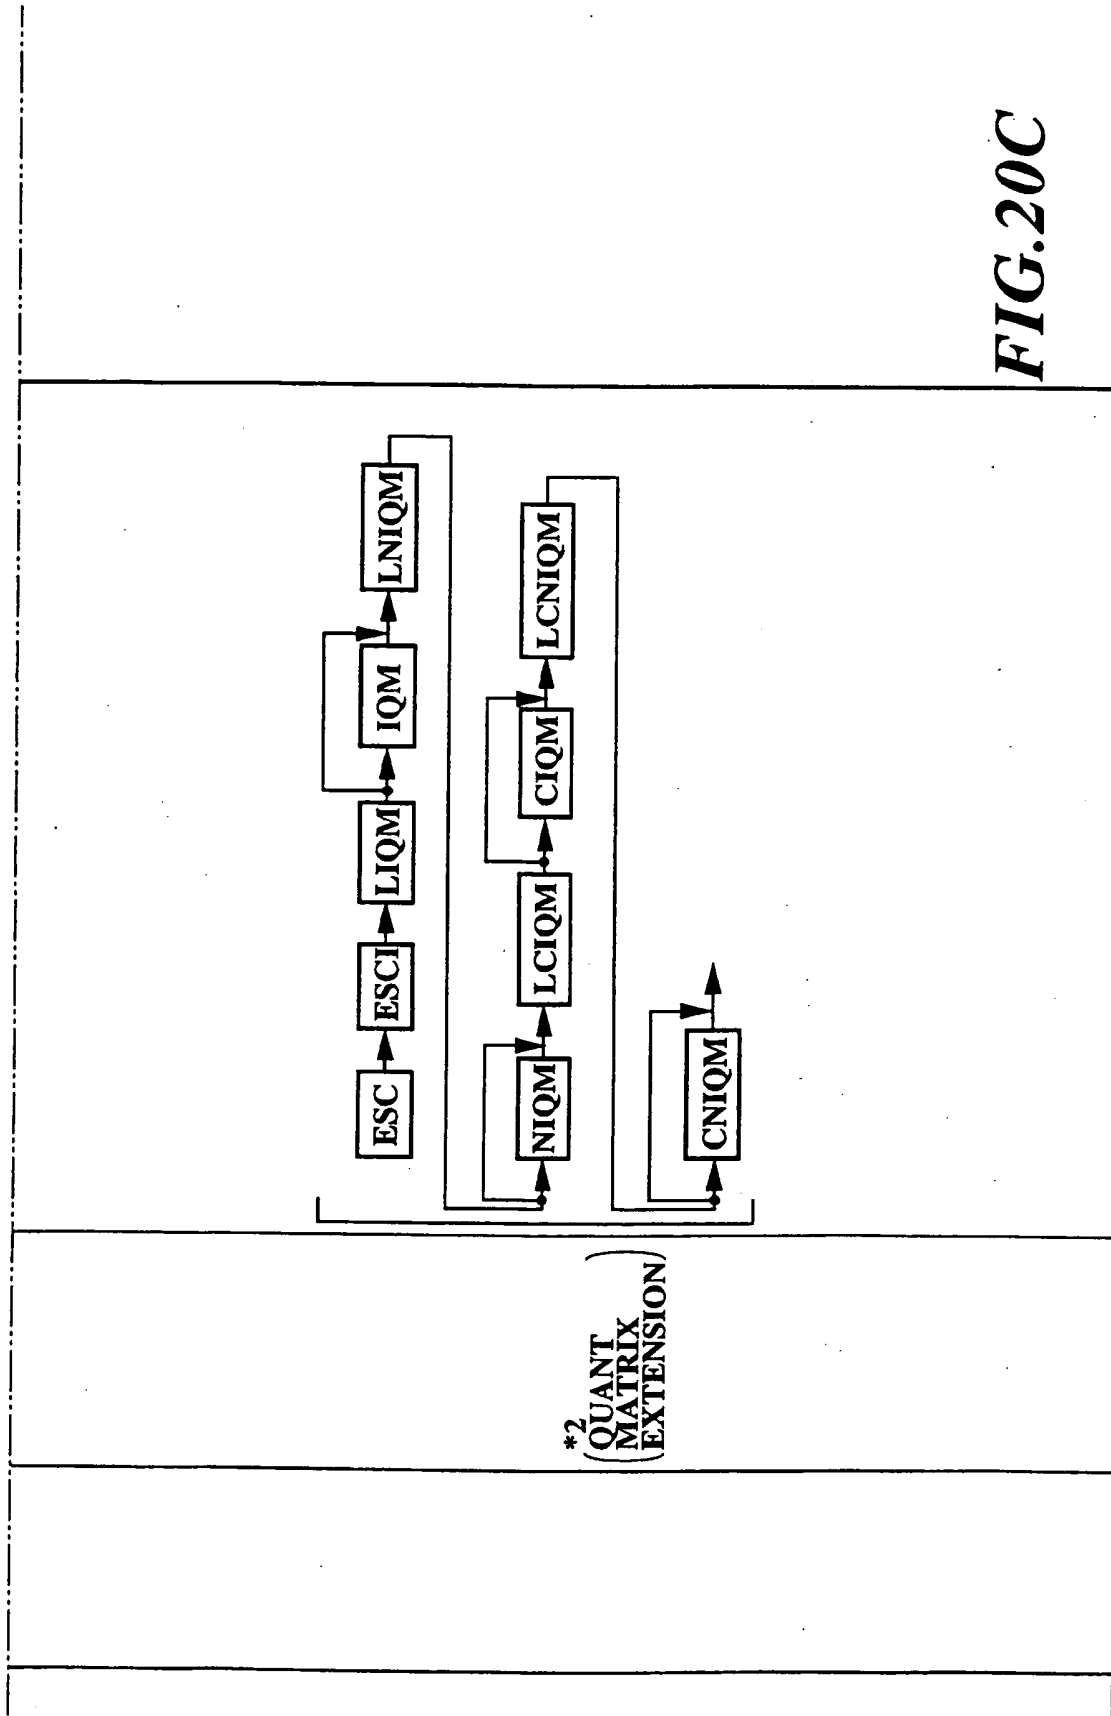 *2
(QUANT
MATRIX
EXTENSION)
ESC
ESCI
LIQM
IQM
LNIQM
NIQM
LCIQM
CIQM
LCNIQM
CNIQM
FIG.20C